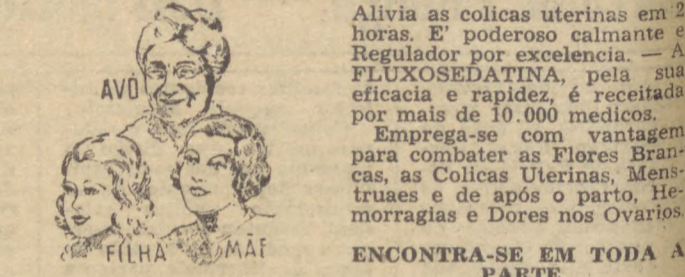 AVÓ
FILHA
MÃE
Alivia as colicas uterinas em 2
horas. E' poderoso calmante e
Regulador por excelencia. — A
FLUXOSEDATINA, pela sua
eficacia e rapidez, é receitada
por mais de 10.000 medicos.
Emprega-se com vantagem
para combater as Flores Bran-
cas, as Colicas Uterinas, Mens-
truaes e de após o parto, He-
morragias e Dores nos Ovarios.
ENCONTRA-SE EM TODA A
PARTE